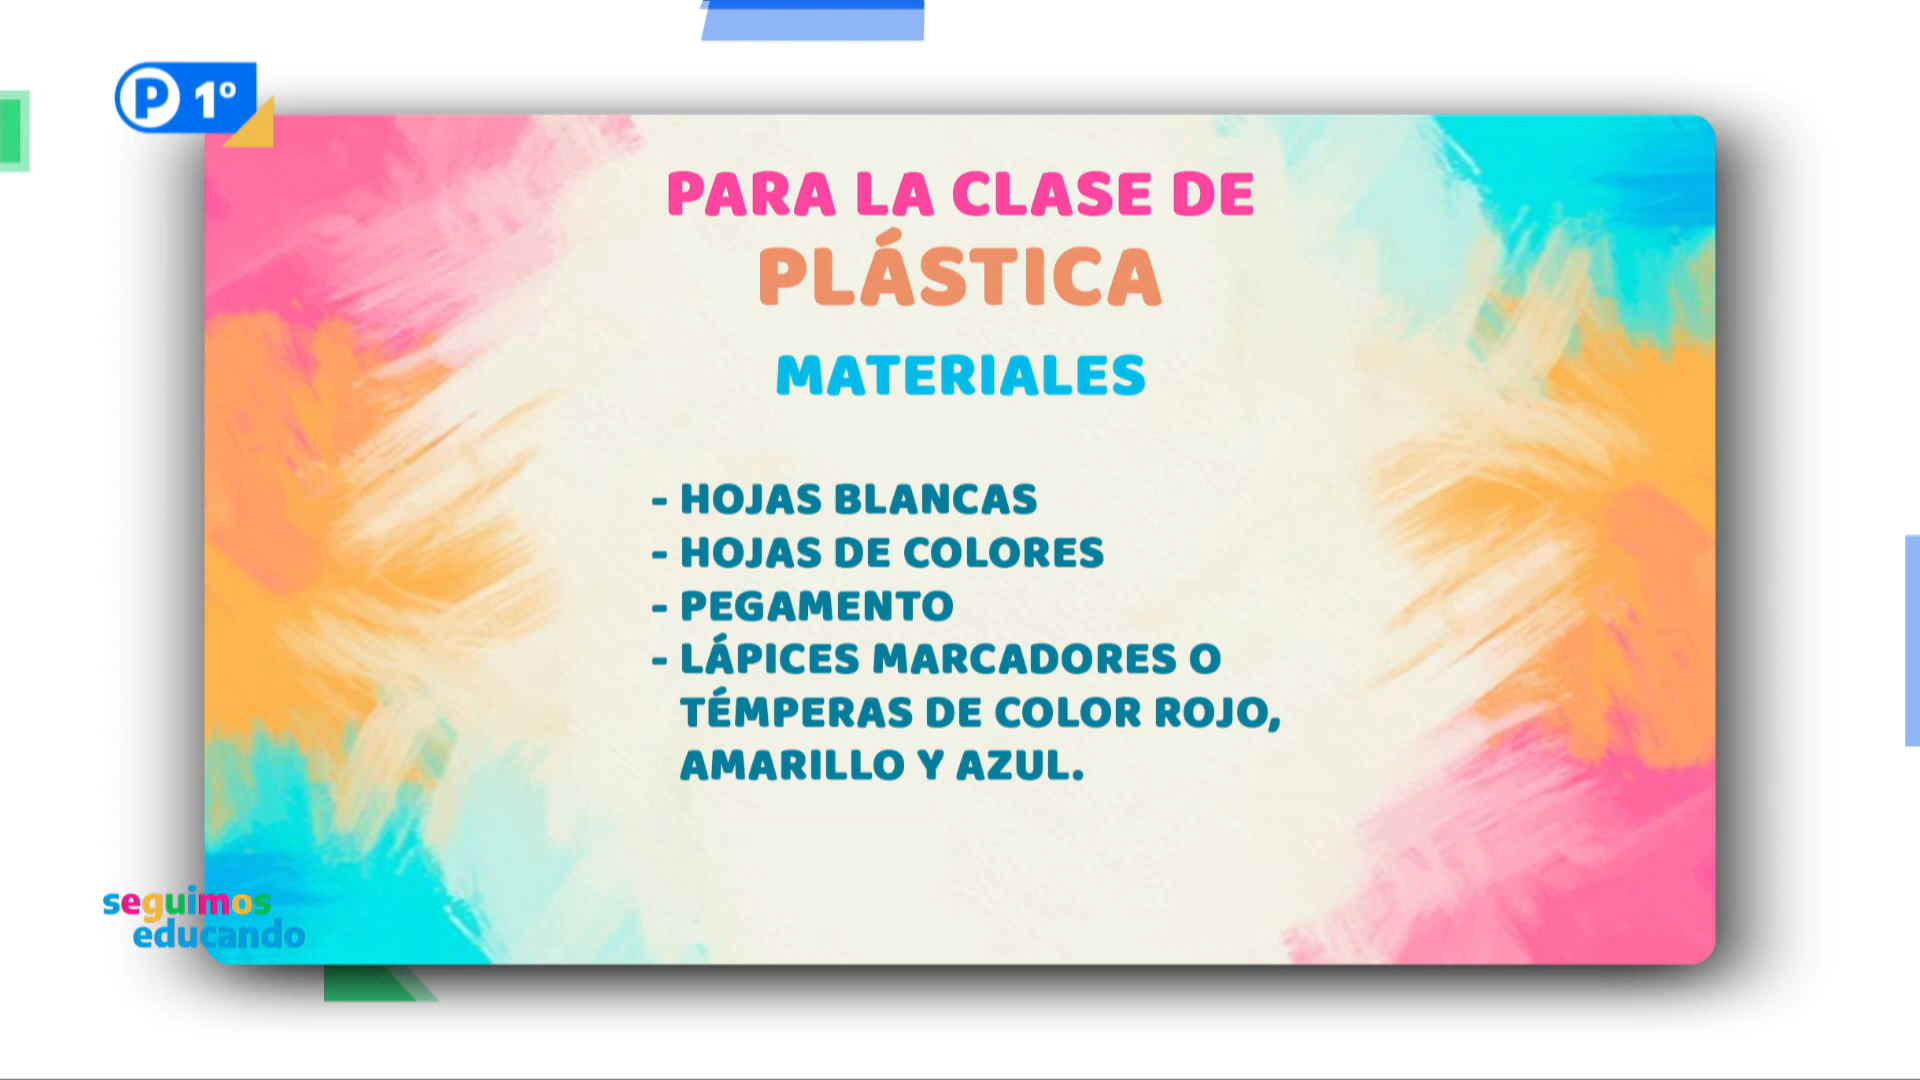 P 1º
PARA LA CLASE DE
PLÁSTICA
MATERIALES
- HOJAS BLANCAS
- HOJAS DE COLORES
- PEGAMENTO
- LÁPICES MARCADORES O
TÉMPERAS DE COLOR ROJO,
AMARILLO Y AZUL.
seguimos
educando